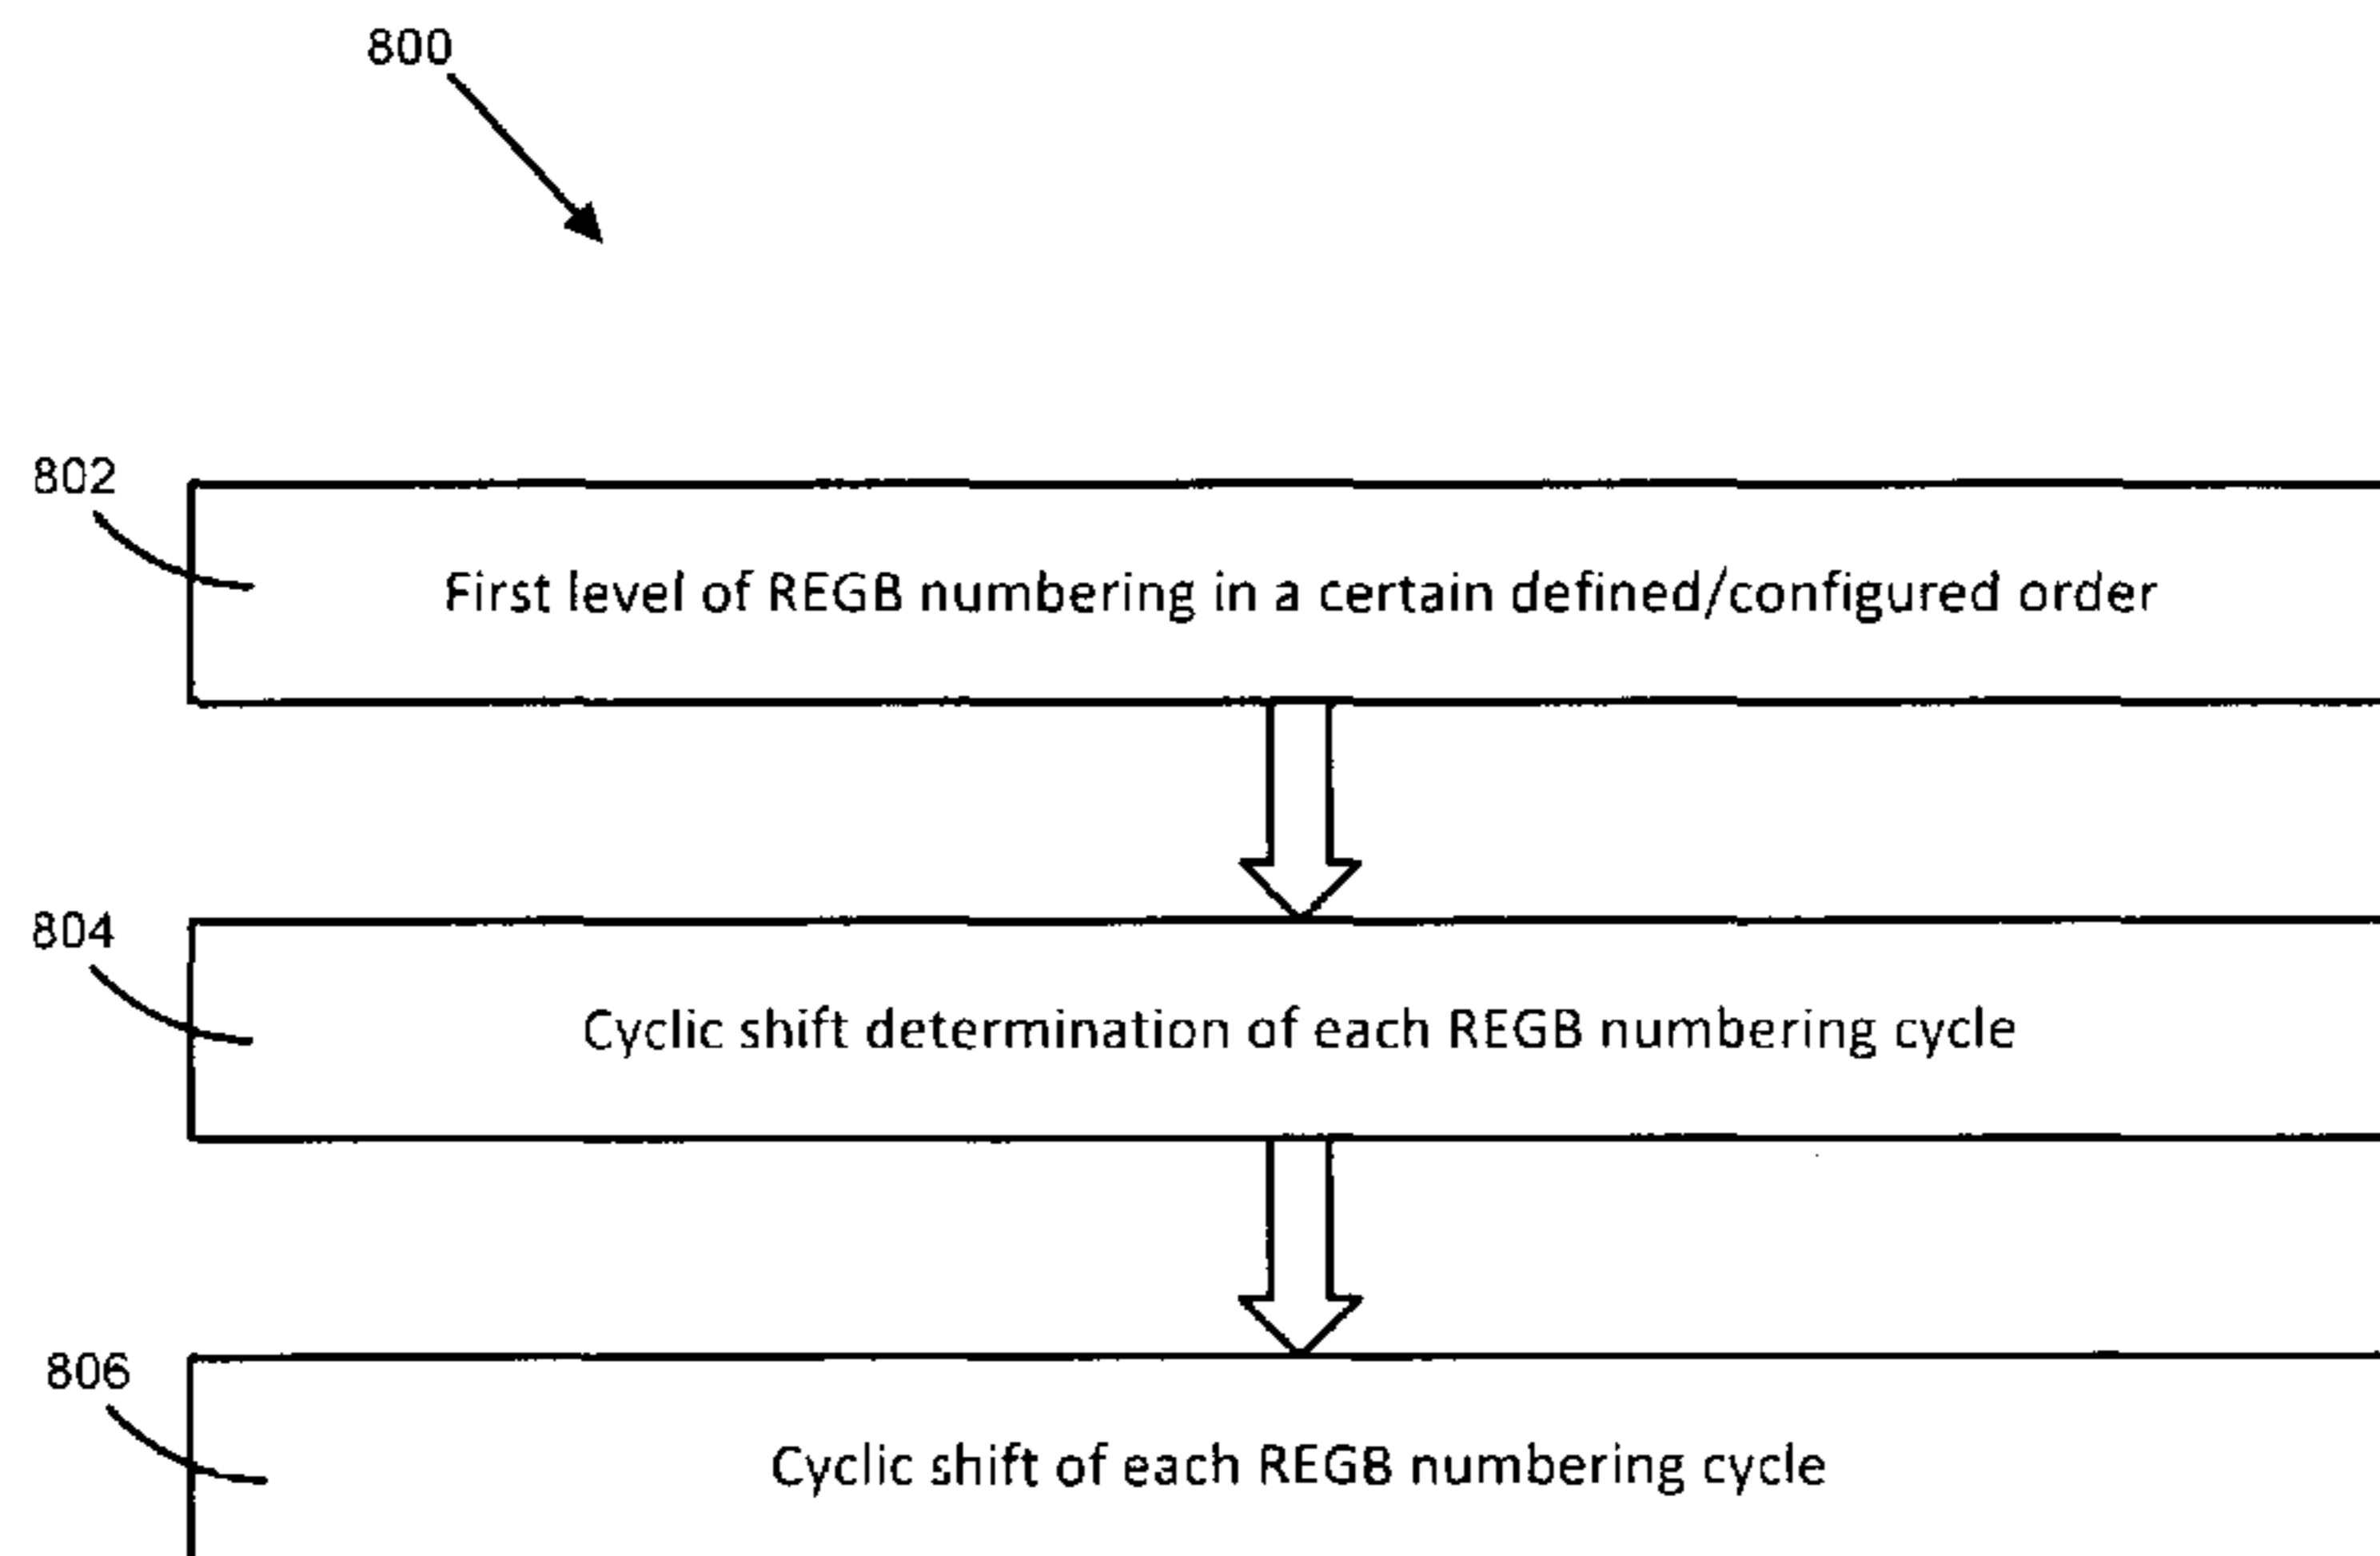 800
802
First level of REGB numbering in a certain defined/configured order
804
Cyclic shift determination of each REGB numbering cycle
806
Cyclic shift of each REGB numbering cycle